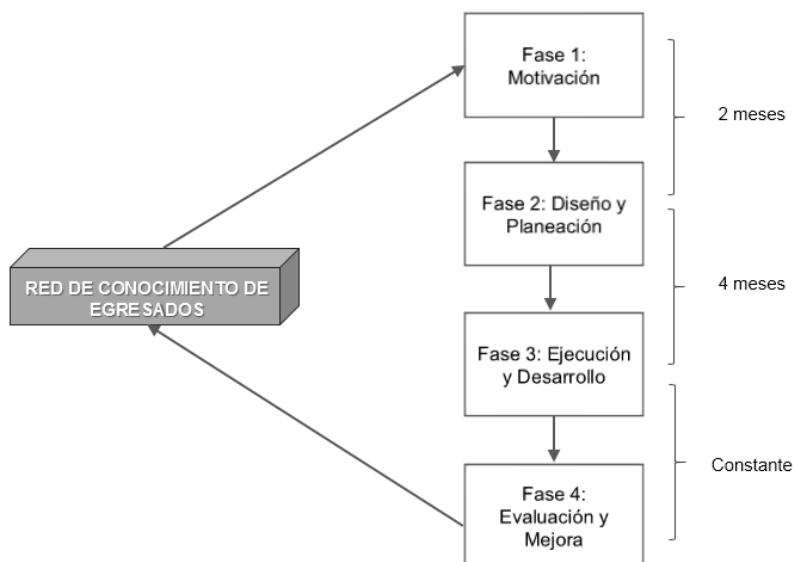 Fase 1:
Motivación
2 meses
Fase 2: Diseño y
Planeación
RED DE CONOCIMIENTO DE
EGRESADOS
4 meses
Fase 3: Ejecución
y Desarrollo
Constante
Fase 4:
Evaluación y
Mejora